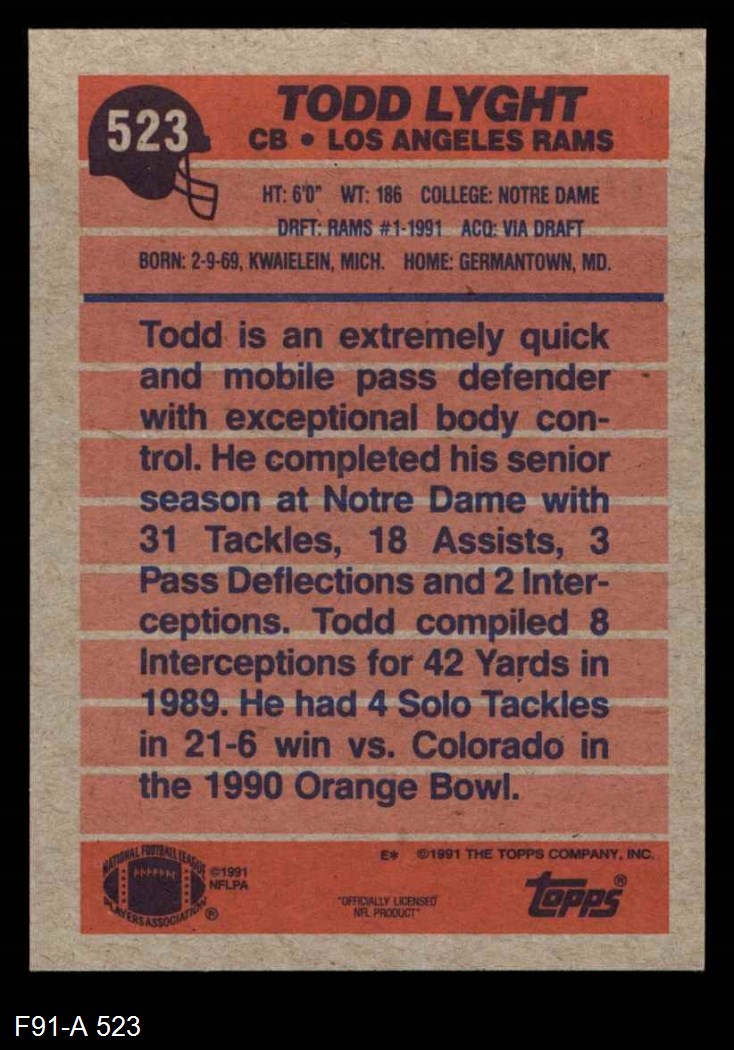 523
TODD LYGHT
CB • LOS ANGELES RAMS
HT: 6'0" WT: 186 COLLEGE: NOTRE DAME
DRFT: RAMS #1-1991 ACQ: VIA DRAFT
BORN: 2-9-69, KWAIELEIN, MICH. HOME: GERMANTOWN, MD.
Todd is an extremely quick
and mobile pass defender
with exceptional body con-
trol. He completed his senior
season at Notre Dame with
31 Tackles, 18 Assists, 3
Pass Deflections and 2 Inter-
ceptions. Todd compiled 8
Interceptions for 42 Yards in
1989. He had 4 Solo Tackles
in 21-6 win vs. Colorado in
the 1990 Orange Bowl.
NATIONAL FOOTBALL LEAGUE
PLAYERS ASSOCIATION ®
©1991
NFLPA
E* ©1991 THE TOPPS COMPANY, INC.
"OFFICIALLY LICENSED
NFL PRODUCT"
topps®
F91-A 523